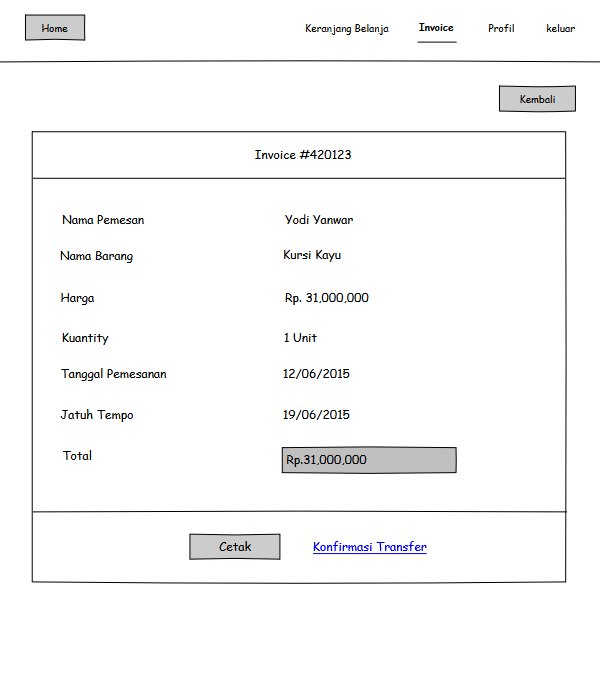 Home Keranjang Belanja Invoice Profil keluar
Kembali
Invoice #420123
Nama Pemesan Yodi Yanwar
Nama Barang Kursi Kayu
Harga Rp. 31,000,000
Kuantity 1 Unit
Tanggal Pemesanan 12/06/2015
Jatuh Tempo 19/06/2015
Total Rp.31,000,000
Cetak Konfirmasi Transfer